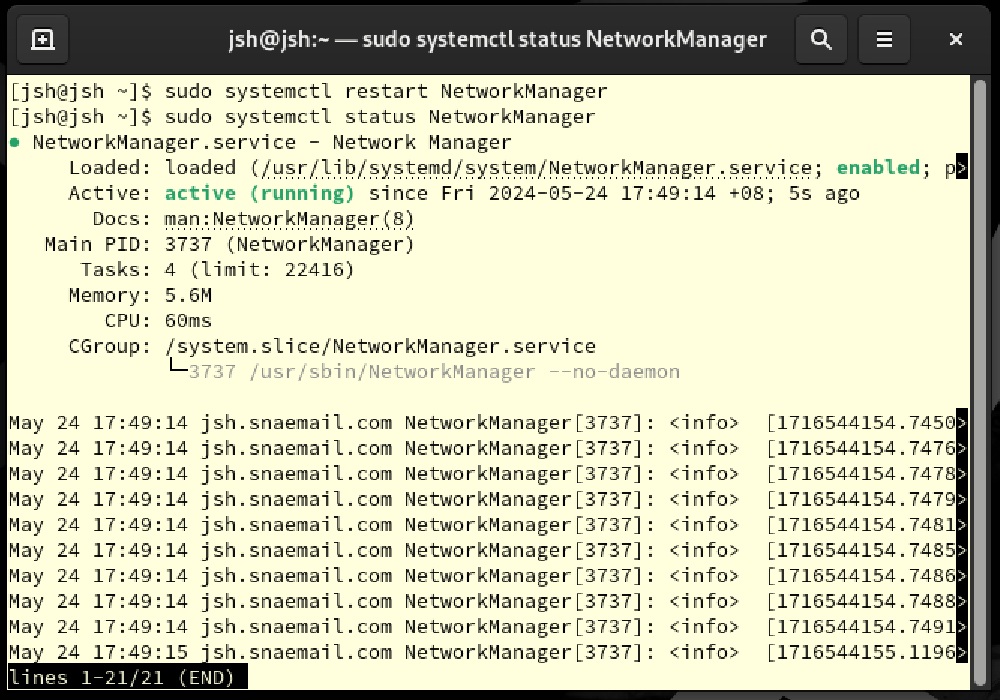 jsh@jsh:~ — sudo systemctl status NetworkManager
[jsh@jsh ~]$ sudo systemctl restart NetworkManager
[jsh@jsh ~]$ sudo systemctl status NetworkManager
● NetworkManager.service - Network Manager
Loaded: loaded (/usr/lib/systemd/system/NetworkManager.service; enabled; p>
Active: active (running) since Fri 2024-05-24 17:49:14 +08; 5s ago
Docs: man:NetworkManager(8)
Main PID: 3737 (NetworkManager)
Tasks: 4 (limit: 22416)
Memory: 5.6M
CPU: 60ms
CGroup: /system.slice/NetworkManager.service
└─3737 /usr/sbin/NetworkManager --no-daemon
May 24 17:49:14 jsh.snaemail.com NetworkManager[3737]: <info>  [1716544154.7450>
May 24 17:49:14 jsh.snaemail.com NetworkManager[3737]: <info>  [1716544154.7476>
May 24 17:49:14 jsh.snaemail.com NetworkManager[3737]: <info>  [1716544154.7478>
May 24 17:49:14 jsh.snaemail.com NetworkManager[3737]: <info>  [1716544154.7479>
May 24 17:49:14 jsh.snaemail.com NetworkManager[3737]: <info>  [1716544154.7481>
May 24 17:49:14 jsh.snaemail.com NetworkManager[3737]: <info>  [1716544154.7485>
May 24 17:49:14 jsh.snaemail.com NetworkManager[3737]: <info>  [1716544154.7486>
May 24 17:49:14 jsh.snaemail.com NetworkManager[3737]: <info>  [1716544154.7488>
May 24 17:49:14 jsh.snaemail.com NetworkManager[3737]: <info>  [1716544154.7491>
May 24 17:49:15 jsh.snaemail.com NetworkManager[3737]: <info>  [1716544155.1196>
lines 1-21/21 (END)